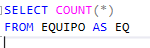 SELECT COUNT(*)
FROM EQUIPO AS EQ